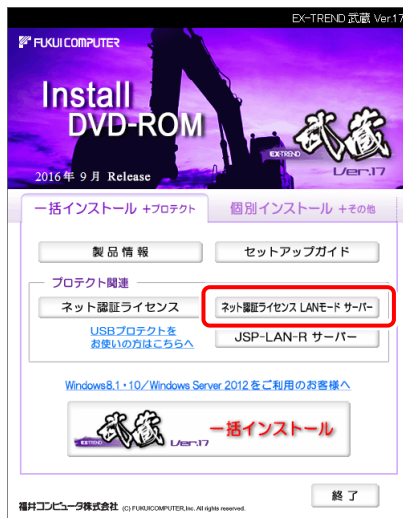 EX-TREND 武蔵 Ver.17
FUKUI COMPUTER
Install
DVD-ROM
EX-TREND
武蔵
Ver.17
2016年 9月 Release
一括インストール +プロテクト
個別インストール +その他
製品情報
セットアップガイド
プロテクト関連
ネット認証ライセンス
ネット認証ライセンス LANモード サーバー
USBプロテクトを
お使いの方はこちらへ
JSP-LAN-R サーバー
Windows8.1・10/Windows Server 2012 をご利用のお客様へ
EX-TREND 武蔵 Ver.17
一括インストール
終了
福井コンピュータ株式会社 (C) FUKUICOMPUTER, Inc. All rights reserved.